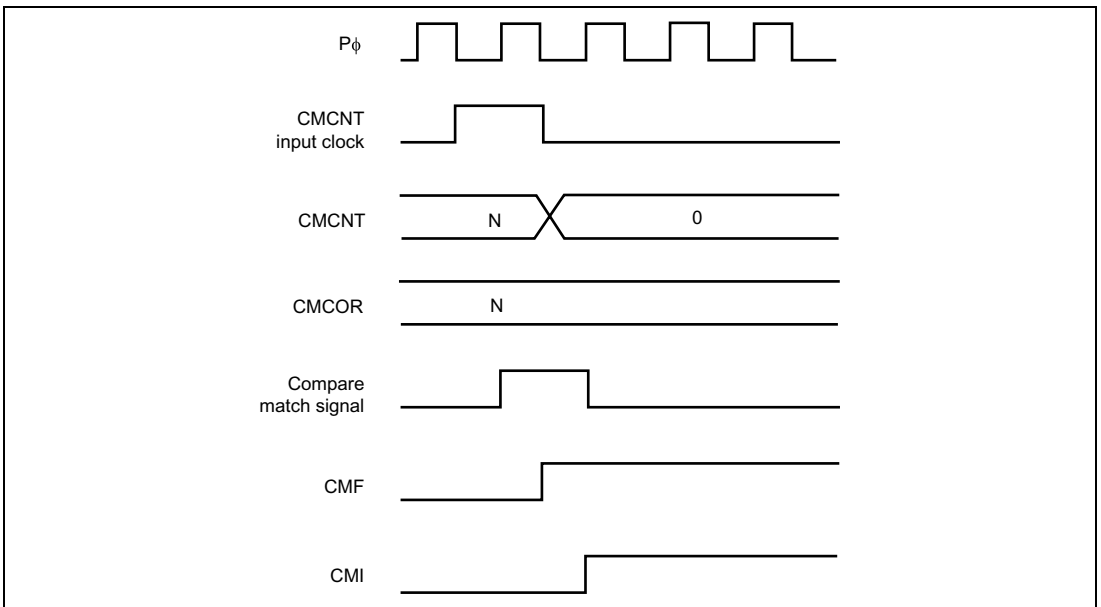 Pϕ
CMCNT
input clock
CMCNT
N
0
CMCOR
N
Compare
match signal
CMF
CMI